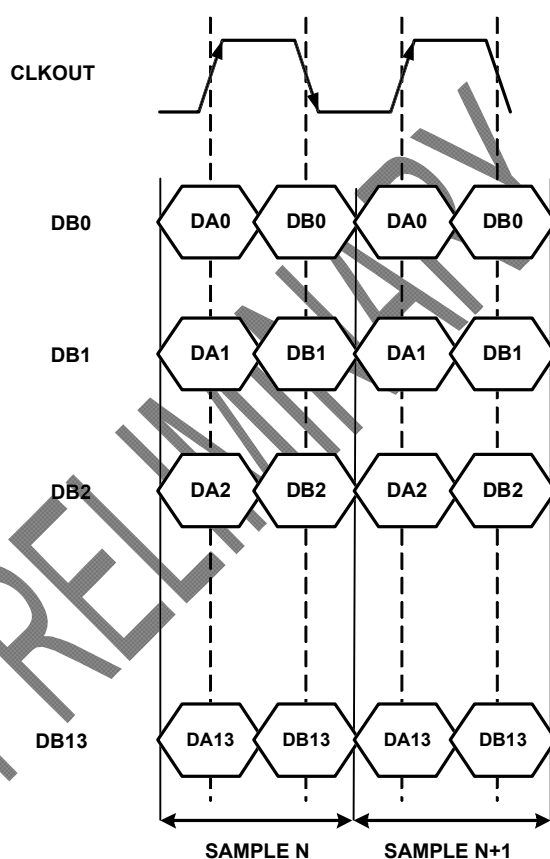 CLKOUT
DB0 DA0 DB0 DA0 DB0
DB1 DA1 DB1 DA1 DB1
DB2 DA2 DB2 DA2 DB2
DB13 DA13 DB13 DA13 DB13
SAMPLE N SAMPLE N+1
PRELIMINARY